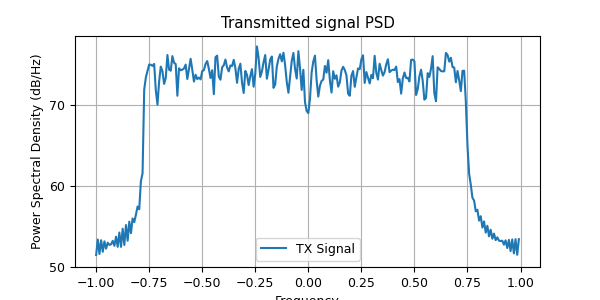 Transmitted signal PSD
Power Spectral Density (dB/Hz)
70
60
50
TX Signal
−1.00 −0.75 −0.50 −0.25 0.00 0.25 0.50 0.75 1.00
Frequency